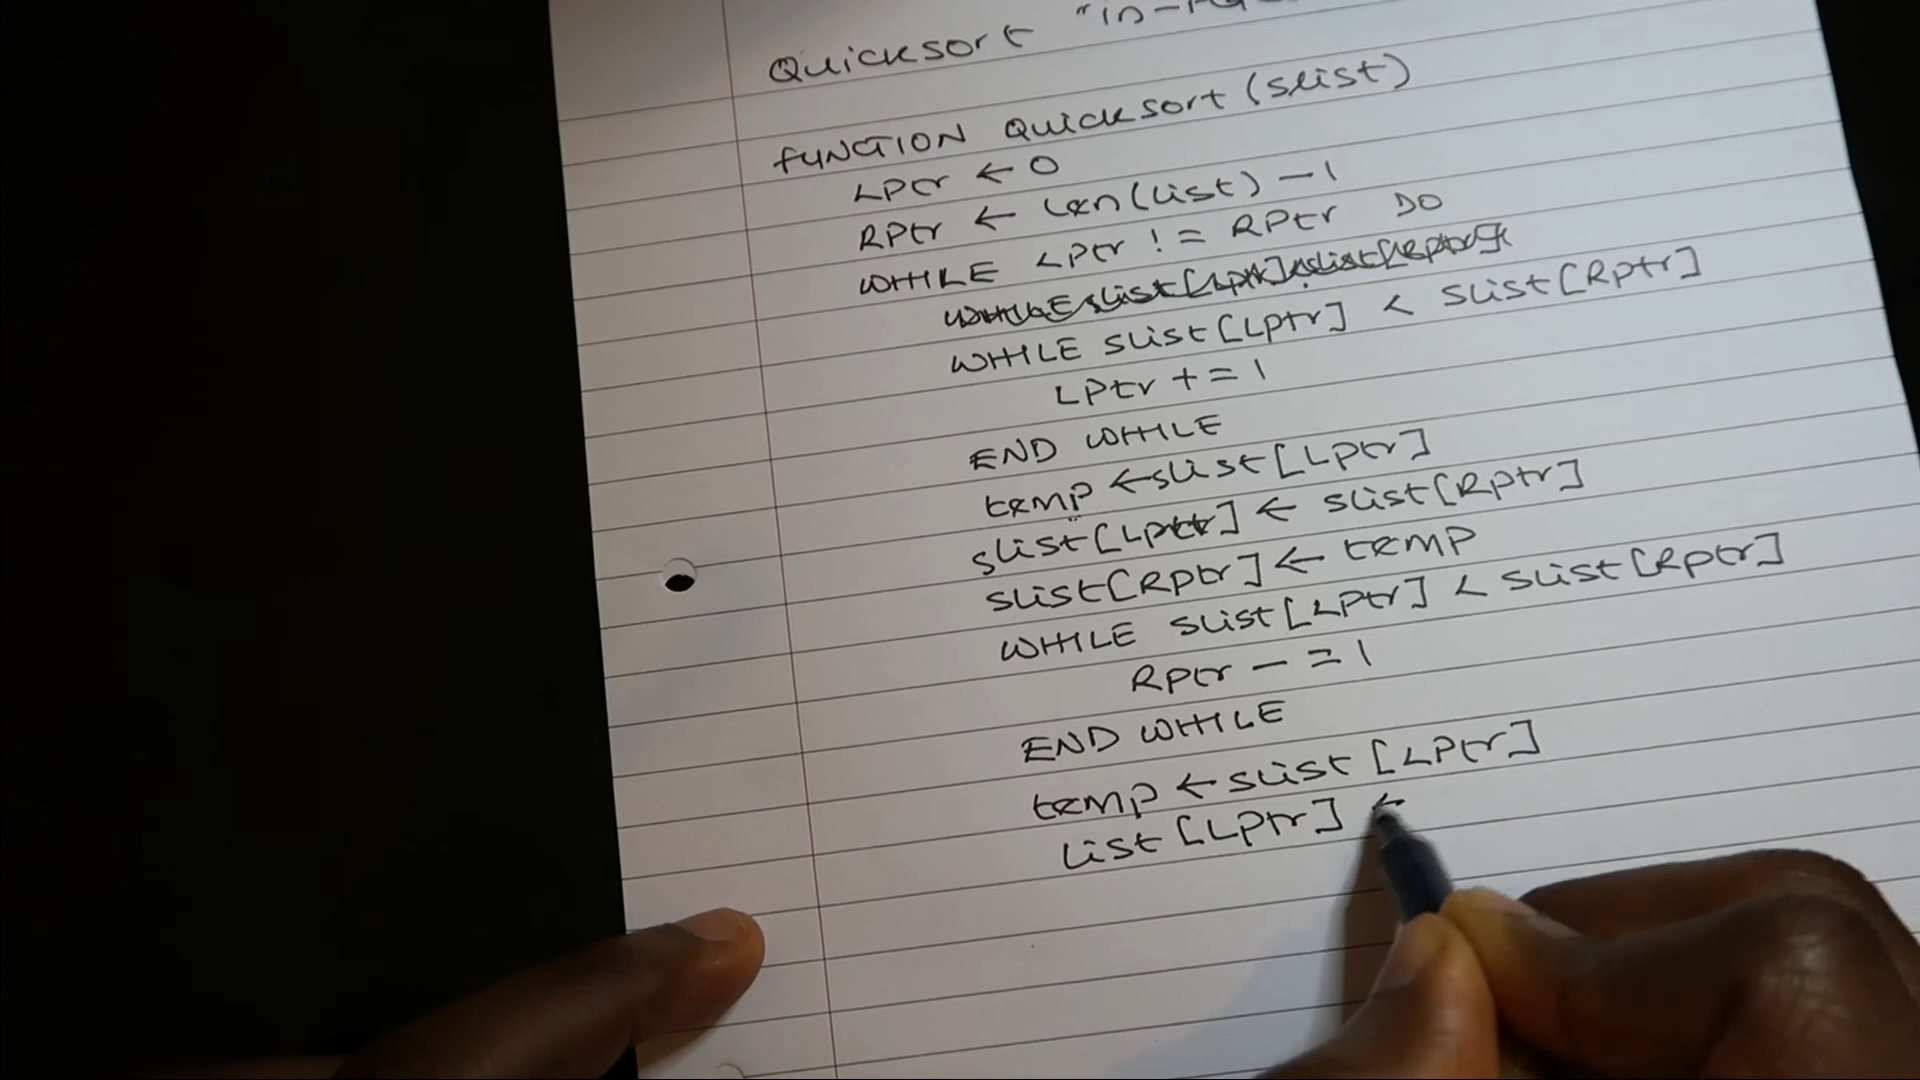 Quicksort "in-
FUNCTION Quicksort (slist)
LPtr ← 0
RPtr ← len(list) - 1
WHILE LPtr != RPtr DO
WHILE slist[LPtr] < slist[RPtr]
LPtr += 1
END WHILE
temp ← slist[LPtr]
slist[LPtr] ← slist[RPtr]
slist[RPtr] ← temp
WHILE slist[LPtr] < slist[RPtr]
RPtr -= 1
END WHILE
temp ← slist [LPtr]
list [LPtr] ←